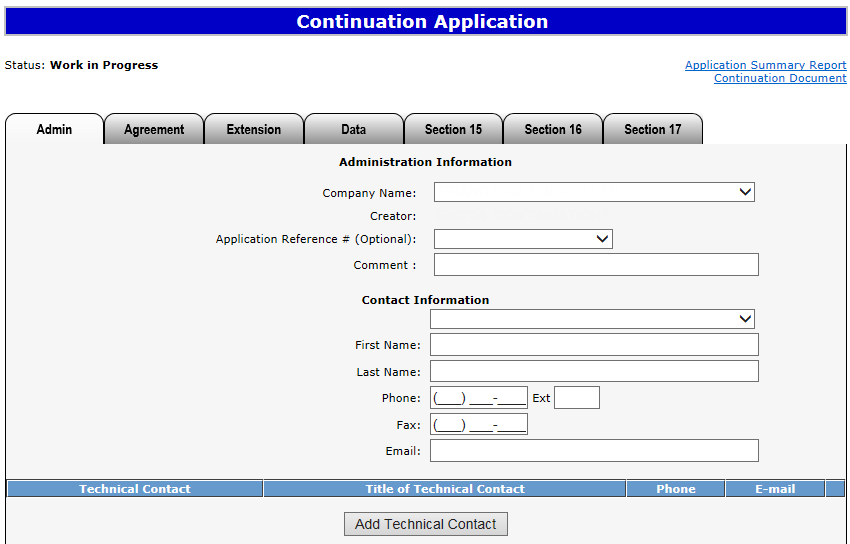 Continuation Application
Status: Work in Progress
Application Summary Report
Continuation Document
Admin Agreement Extension Data Section 15 Section 16 Section 17
Administration Information
Company Name:
Creator:
Application Reference # (Optional):
Comment :
Contact Information
First Name:
Last Name:
Phone: (___) ___-____ Ext
Fax: (___) ___-____
Email:
Technical Contact Title of Technical Contact Phone E-mail
Add Technical Contact